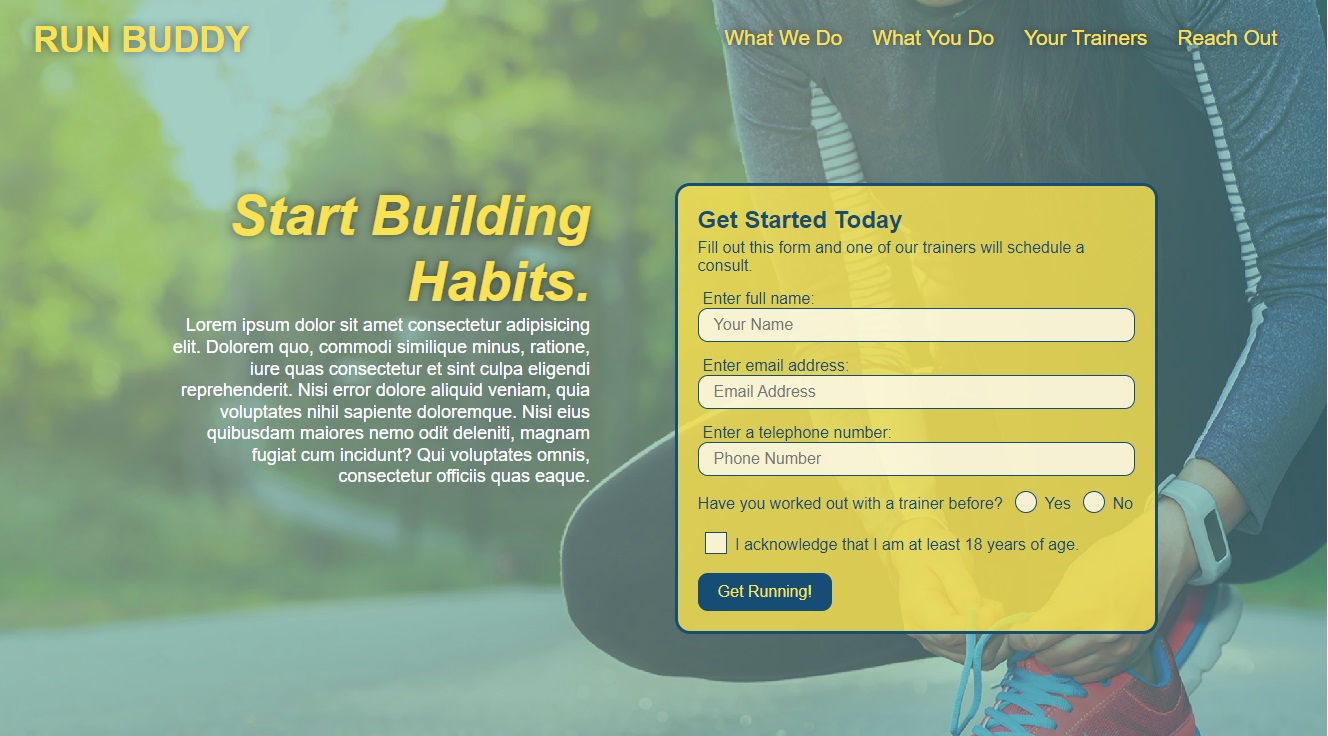 RUN BUDDY
What We Do What You Do Your Trainers Reach Out
Start Building
Habits.
Lorem ipsum dolor sit amet consectetur adipisicing
elit. Dolorem quo, commodi similique minus, ratione,
iure quas consectetur et sint culpa eligendi
reprehenderit. Nisi error dolore aliquid veniam, quia
voluptates nihil sapiente doloremque. Nisi eius
quibusdam maiores nemo odit deleniti, magnam
fugiat cum incidunt? Qui voluptates omnis,
consectetur officiis quas eaque.
Get Started Today
Fill out this form and one of our trainers will schedule a
consult.
Enter full name:
Your Name
Enter email address:
Email Address
Enter a telephone number:
Phone Number
Have you worked out with a trainer before? Yes No
I acknowledge that I am at least 18 years of age.
Get Running!